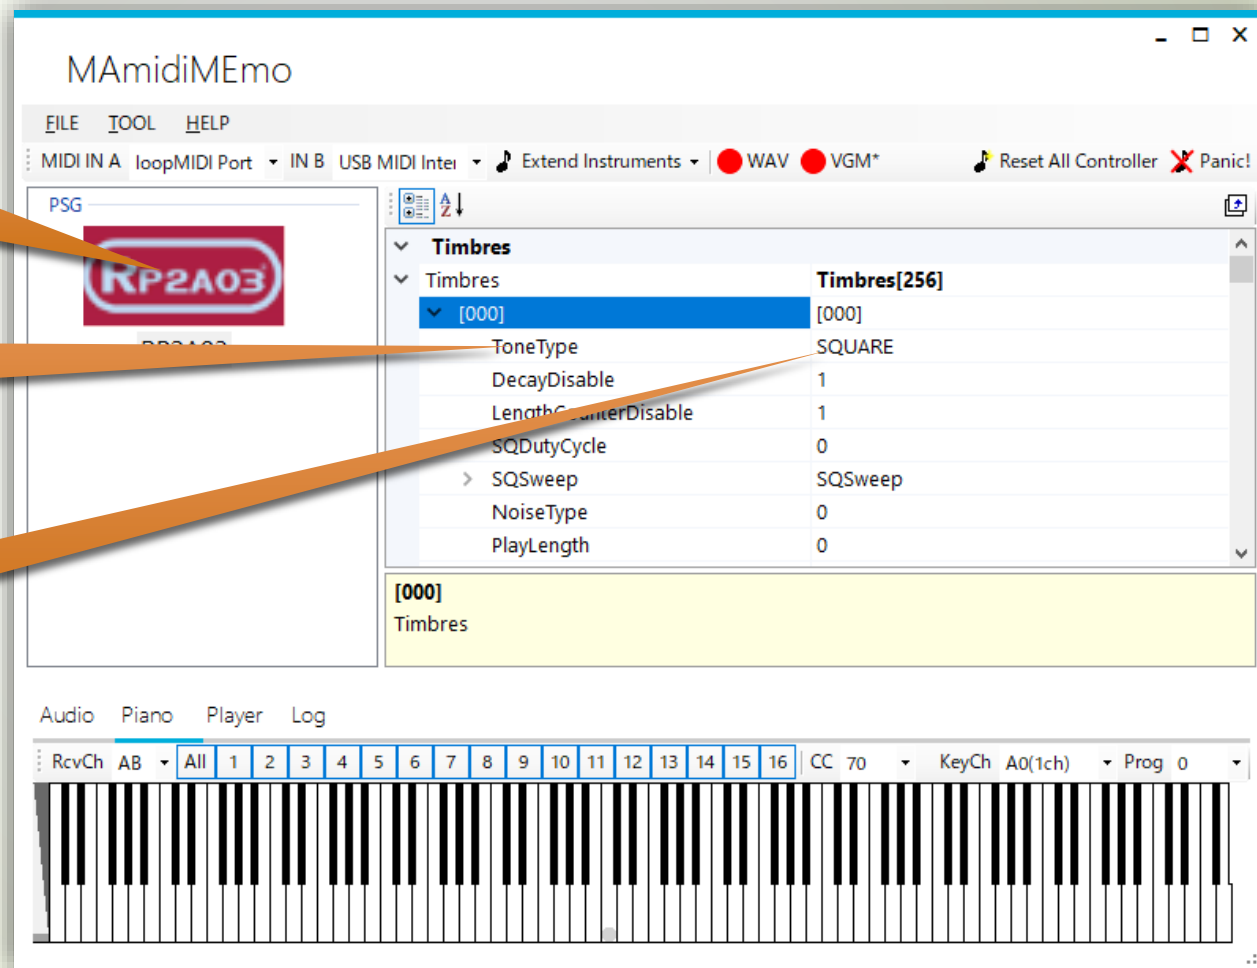 MAmidiMEmo
FILE TOOL HELP
MIDI IN A loopMIDI Port IN B USB MIDI Inter Extend Instruments WAV VGM* Reset All Controller Panic!
PSG
RP2A03
Timbres
Timbres Timbres[256]
[000] [000]
ToneType SQUARE
DecayDisable 1
LengthCounterDisable 1
SQDutyCycle 0
SQSweep SQSweep
NoiseType 0
PlayLength 0
[000]
Timbres
Audio Piano Player Log
RcvCh AB All 1 2 3 4 5 6 7 8 9 10 11 12 13 14 15 16 CC 70 KeyCh A0(1ch) Prog 0